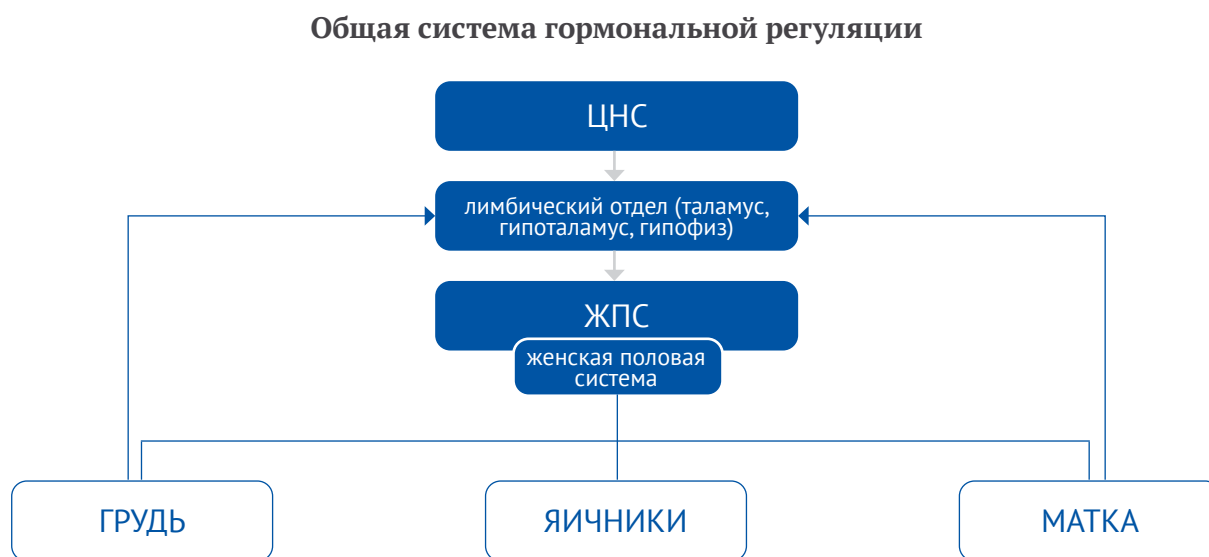 Общая система гормональной регуляции
ЦНС
лимбический отдел (таламус,
гипоталамус, гипофиз)
ЖПС
женская половая
система
ГРУДЬ
ЯИЧНИКИ
МАТКА